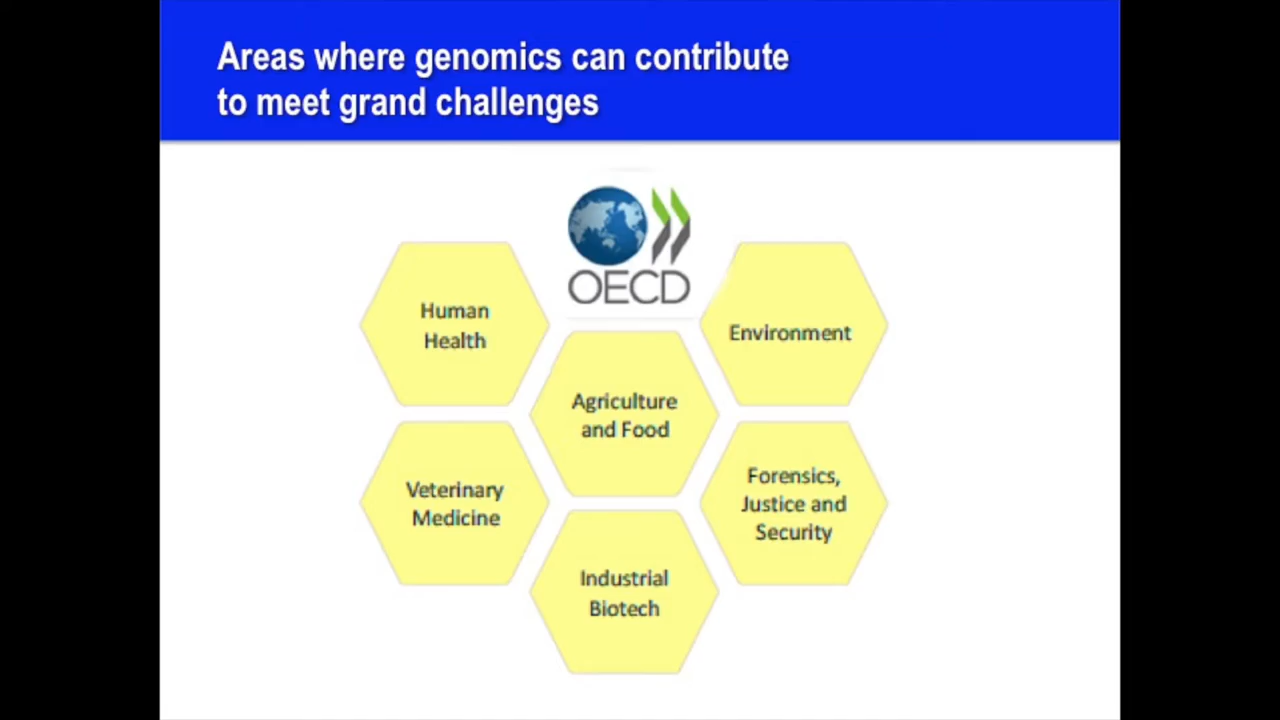 Areas where genomics can contribute
to meet grand challenges
OECD
Human
Health
Environment
Agriculture
and Food
Veterinary
Medicine
Forensics,
Justice and
Security
Industrial
Biotech